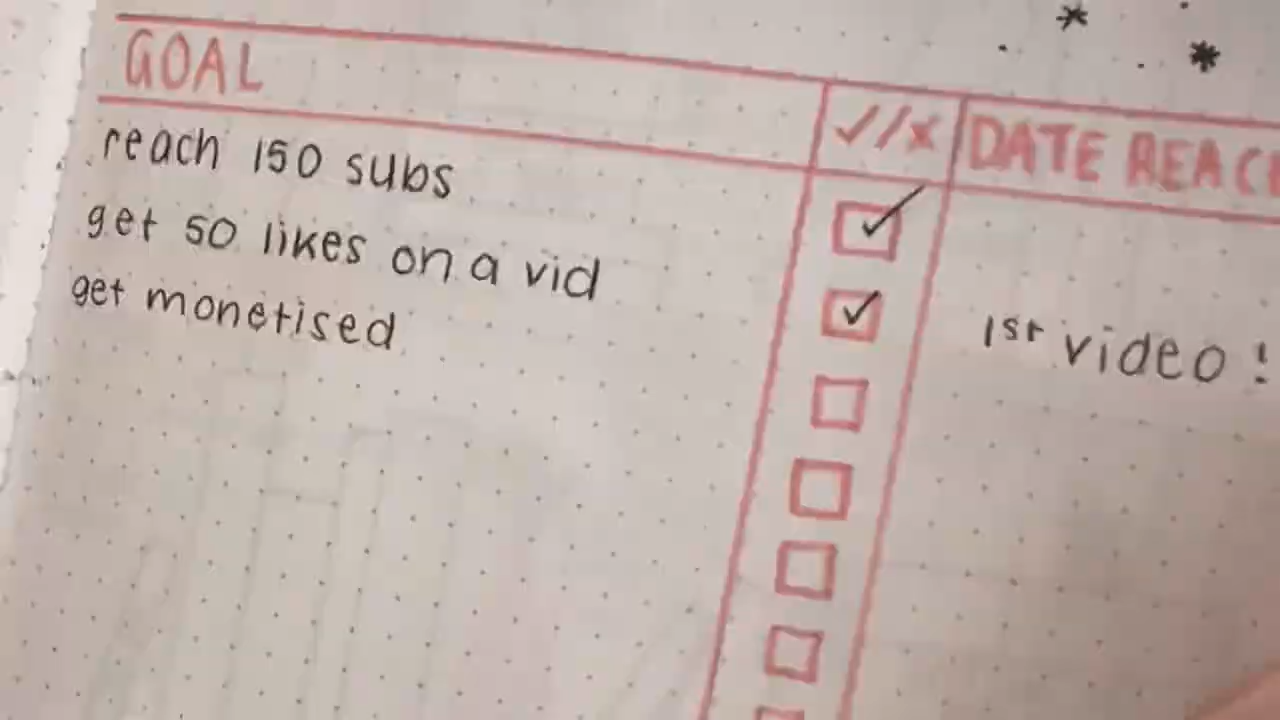 GOAL ✓/x DATE REAC
reach 150 subs
get 50 likes on a vid 1st video!
get monetised